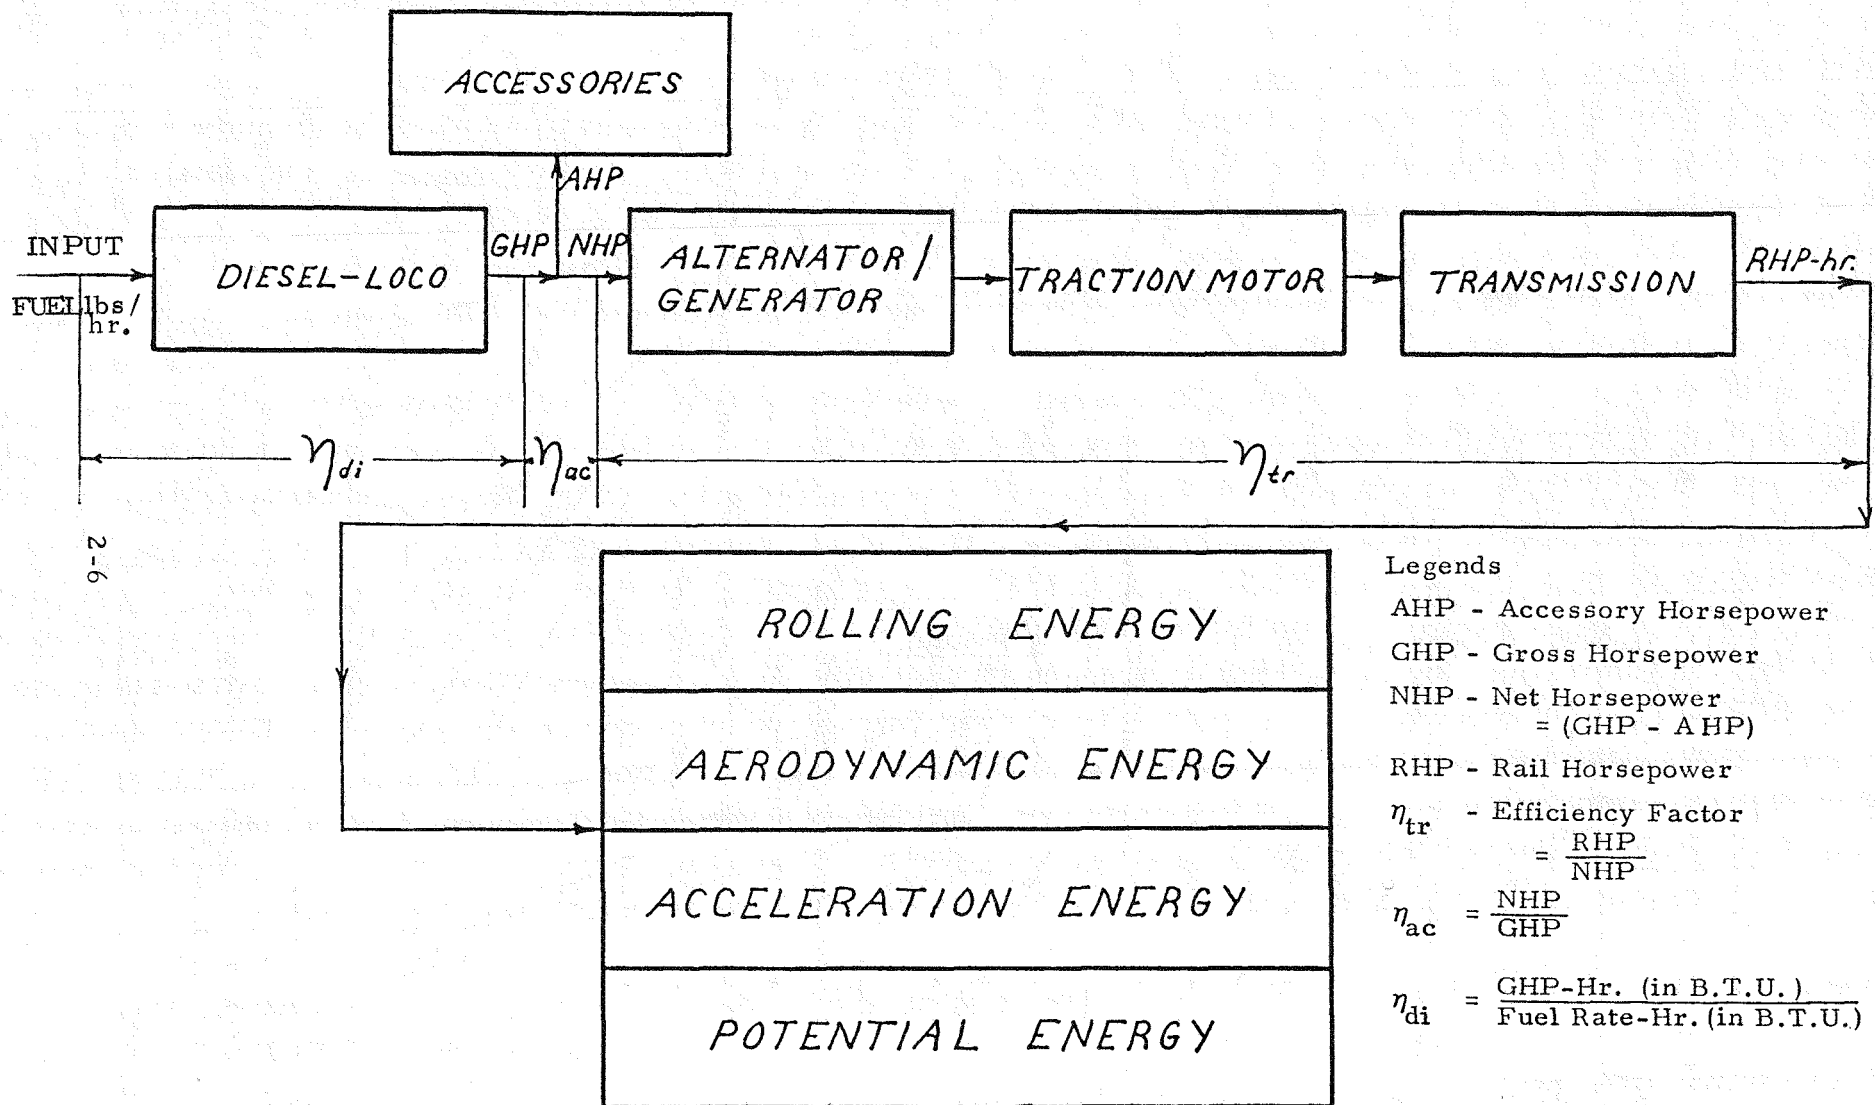 ACCESSORIES
AHP
INPUT
FUEL lbs/
hr.
DIESEL-LOCO
GHP
NHP
ALTERNATOR/
GENERATOR
TRACTION MOTOR
TRANSMISSION
RHP-hr.
ηdi
ηac
ηtr
2-6
ROLLING ENERGY
AERODYNAMIC ENERGY
ACCELERATION ENERGY
POTENTIAL ENERGY
Legends
AHP - Accessory Horsepower
GHP - Gross Horsepower
NHP - Net Horsepower
= (GHP - AHP)
RHP - Rail Horsepower
ηtr - Efficiency Factor
= RHP
NHP
ηac = NHP
GHP
ηdi = GHP-Hr. (in B.T.U.)
Fuel Rate-Hr. (in B.T.U.)